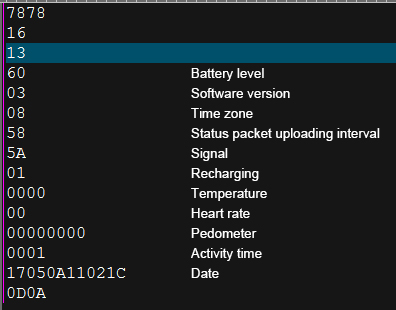 7878
16
13
60 Battery level
03 Software version
08 Time zone
58 Status packet uploading interval
5A Signal
01 Recharging
0000 Temperature
00 Heart rate
00000000 Pedometer
0001 Activity time
17050A11021C Date
0D0A